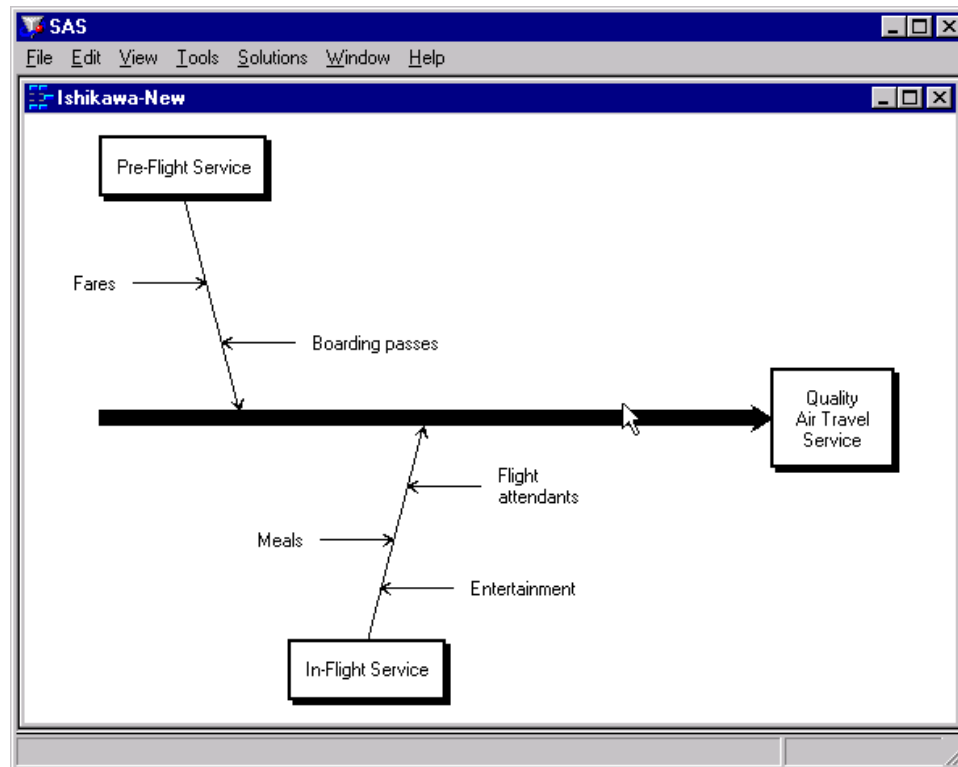 SAS
File Edit View Tools Solutions Window Help
Ishikawa-New
Pre-Flight Service
Fares
Boarding passes
Quality
Air Travel
Service
Flight
attendants
Meals
Entertainment
In-Flight Service